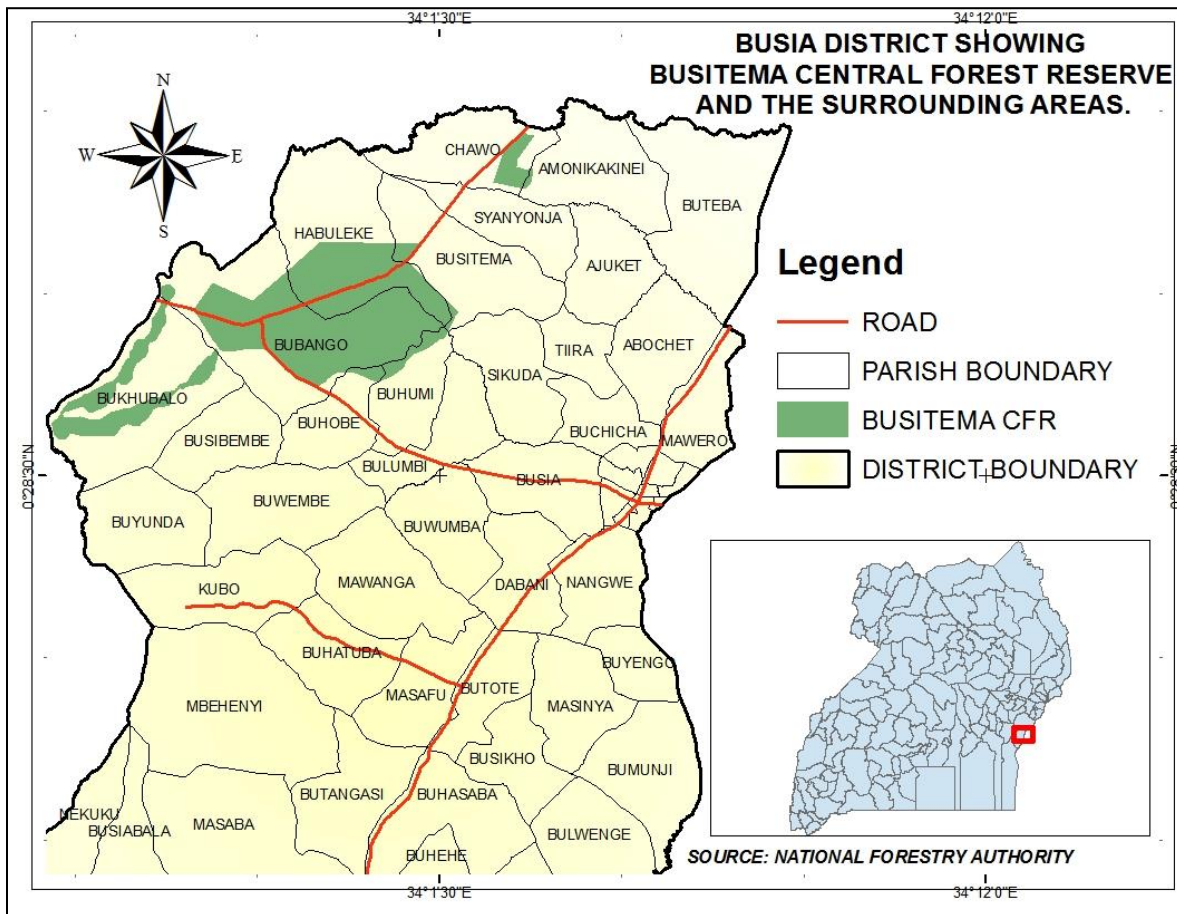 34°1'30"E
34°12'0"E
BUSIA DISTRICT SHOWING
BUSITEMA CENTRAL FOREST RESERVE
AND THE SURROUNDING AREAS.
N
W
E
S
CHAWO
AMONIKAKINEI
BUTEBA
SYANYONJA
HABULEKE
BUSITEMA
AJUKET
Legend
ROAD
PARISH BOUNDARY
BUSITEMA CFR
DISTRICT BOUNDARY
BUBANGO
TIIRA
ABOCHET
SIKUDA
BUKHUBALO
BUHUMI
BUHOBE
BUSIBEMBE
BUCHICHA
MAWERO
BULUMBI
BUSIA
0°28'30"N
0°28'30"N
BUWEMBE
BUYUNDA
BUWUMBA
KUBO
MAWANGA
DABANI
NANGWE
BUHATUBA
BUYENGO
MBEHENYI
MASAFU
BUTOTE
MASINYA
BUSIKHO
BUMUNJI
BUTANGASI
BUHASABA
NEKUKU
BUSIABALA
MASABA
BULWENGE
BUHEHE
SOURCE: NATIONAL FORESTRY AUTHORITY
34°1'30"E
34°12'0"E